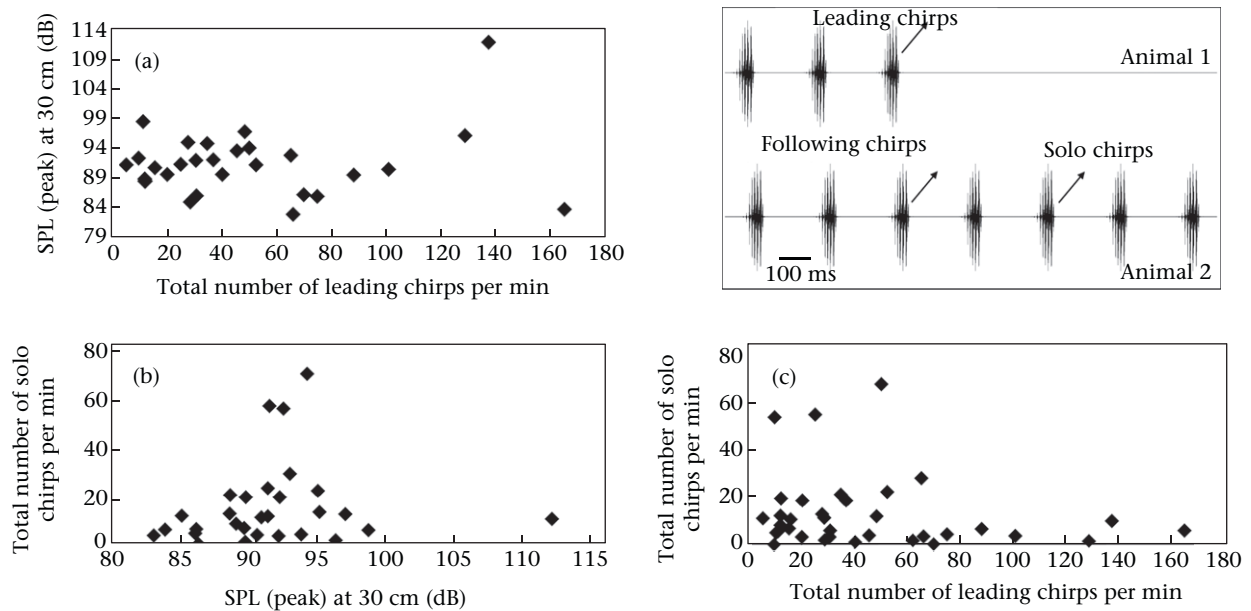 114
109
104
99
94
89
84
79
SPL (peak) at 30 cm (dB)
(a)
0 20 40 60 80 100 120 140 160 180
Total number of leading chirps per min
Leading chirps
Animal 1
Following chirps
Solo chirps
100 ms
Animal 2
80
60
40
20
0
Total number of solo
chirps per min
(b)
80 85 90 95 100 105 110 115
SPL (peak) at 30 cm (dB)
80
60
40
20
0
Total number of solo
chirps per min
(c)
0 20 40 60 80 100 120 140 160 180
Total number of leading chirps per min